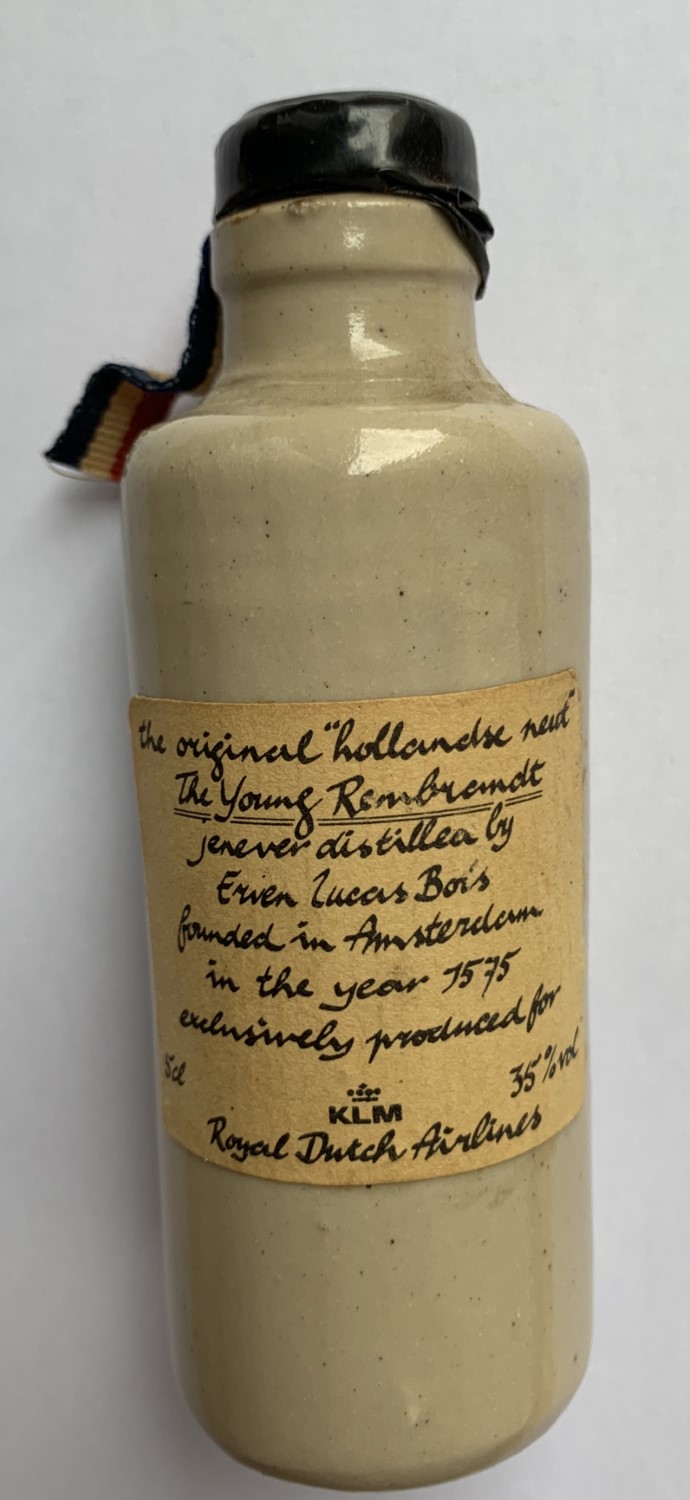 the original "hollandse neut"
The Young Rembrandt
jenever distilled by
Erven Lucas Bols
founded in Amsterdam
in the year 1575
exclusively produced for
5cl 35%vol
KLM
Royal Dutch Airlines